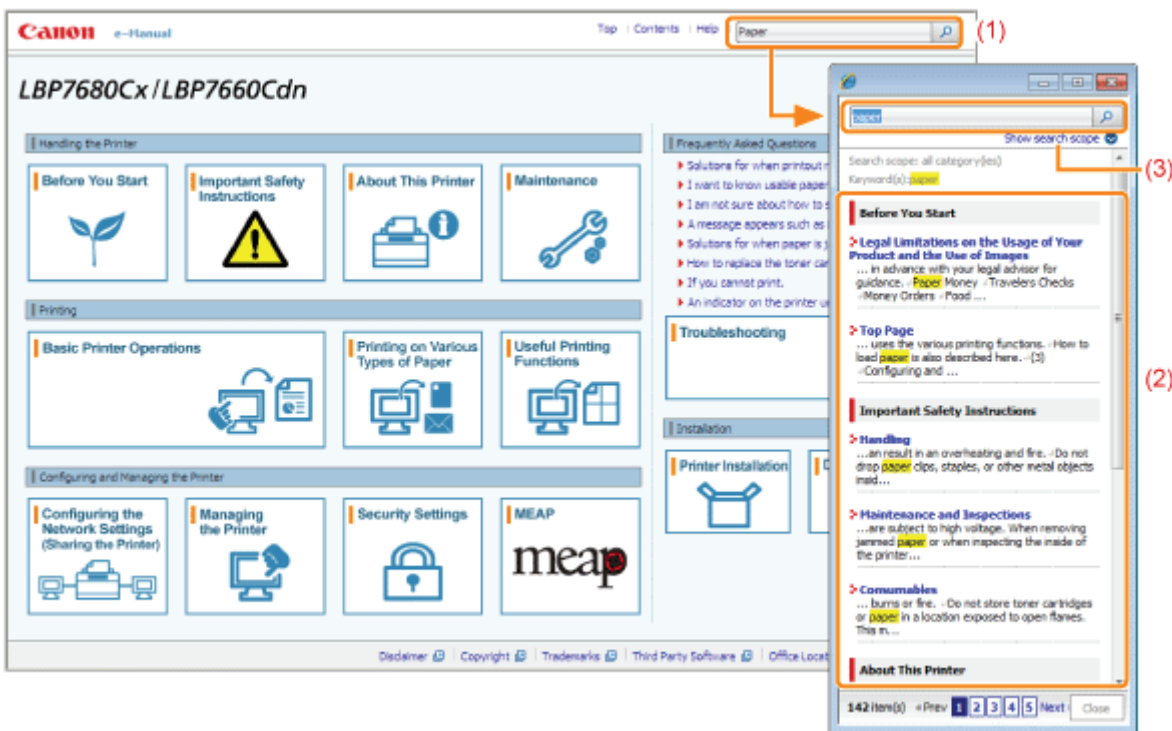 Canon e-Manual
Top Contents Help Paper
(1)
LBP7680Cx/LBP7660Cdn
Handling the Printer
Before You Start
Important Safety
Instructions
About This Printer
Maintenance
Printing
Basic Printer Operations
Printing on Various
Types of Paper
Useful Printing
Functions
Configuring and Managing the Printer
Configuring the
Network Settings
(Sharing the Printer)
Managing
the Printer
Security Settings
MEAP
meap
Frequently Asked Questions
Solutions for when printout
I want to know usable paper
I am not sure about how to
A message appears such as
Solutions for when paper is
How to replace the toner
If you cannot print.
An indicator on the printer
Troubleshooting
Installation
Printer Installation
Disclaimer Copyright Trademarks Third Party Software Office
paper
Show search scope
(3)
Search scope: all category(ies)
Keyword(s):paper
(2)
Before You Start
Legal Limitations on the Usage of Your
Product and the Use of Images
... in advance with your legal advisor for
guidance. Paper Money Travelers Checks
Money Orders Food ...
Top Page
... uses the various printing functions. How to
load paper is also described here. (3)
Configuring and ...
Important Safety Instructions
Handling
...an result in an overheating and fire. Do not
drop paper clips, staples, or other metal objects
insid...
Maintenance and Inspections
...are subject to high voltage. When removing
jammed paper or when inspecting the inside of
the printer...
Consumables
... burns or fire. Do not store toner cartridges
or paper in a location exposed to open flames.
This m...
About This Printer
142 item(s) Prev 1 2 3 4 5 Next Close